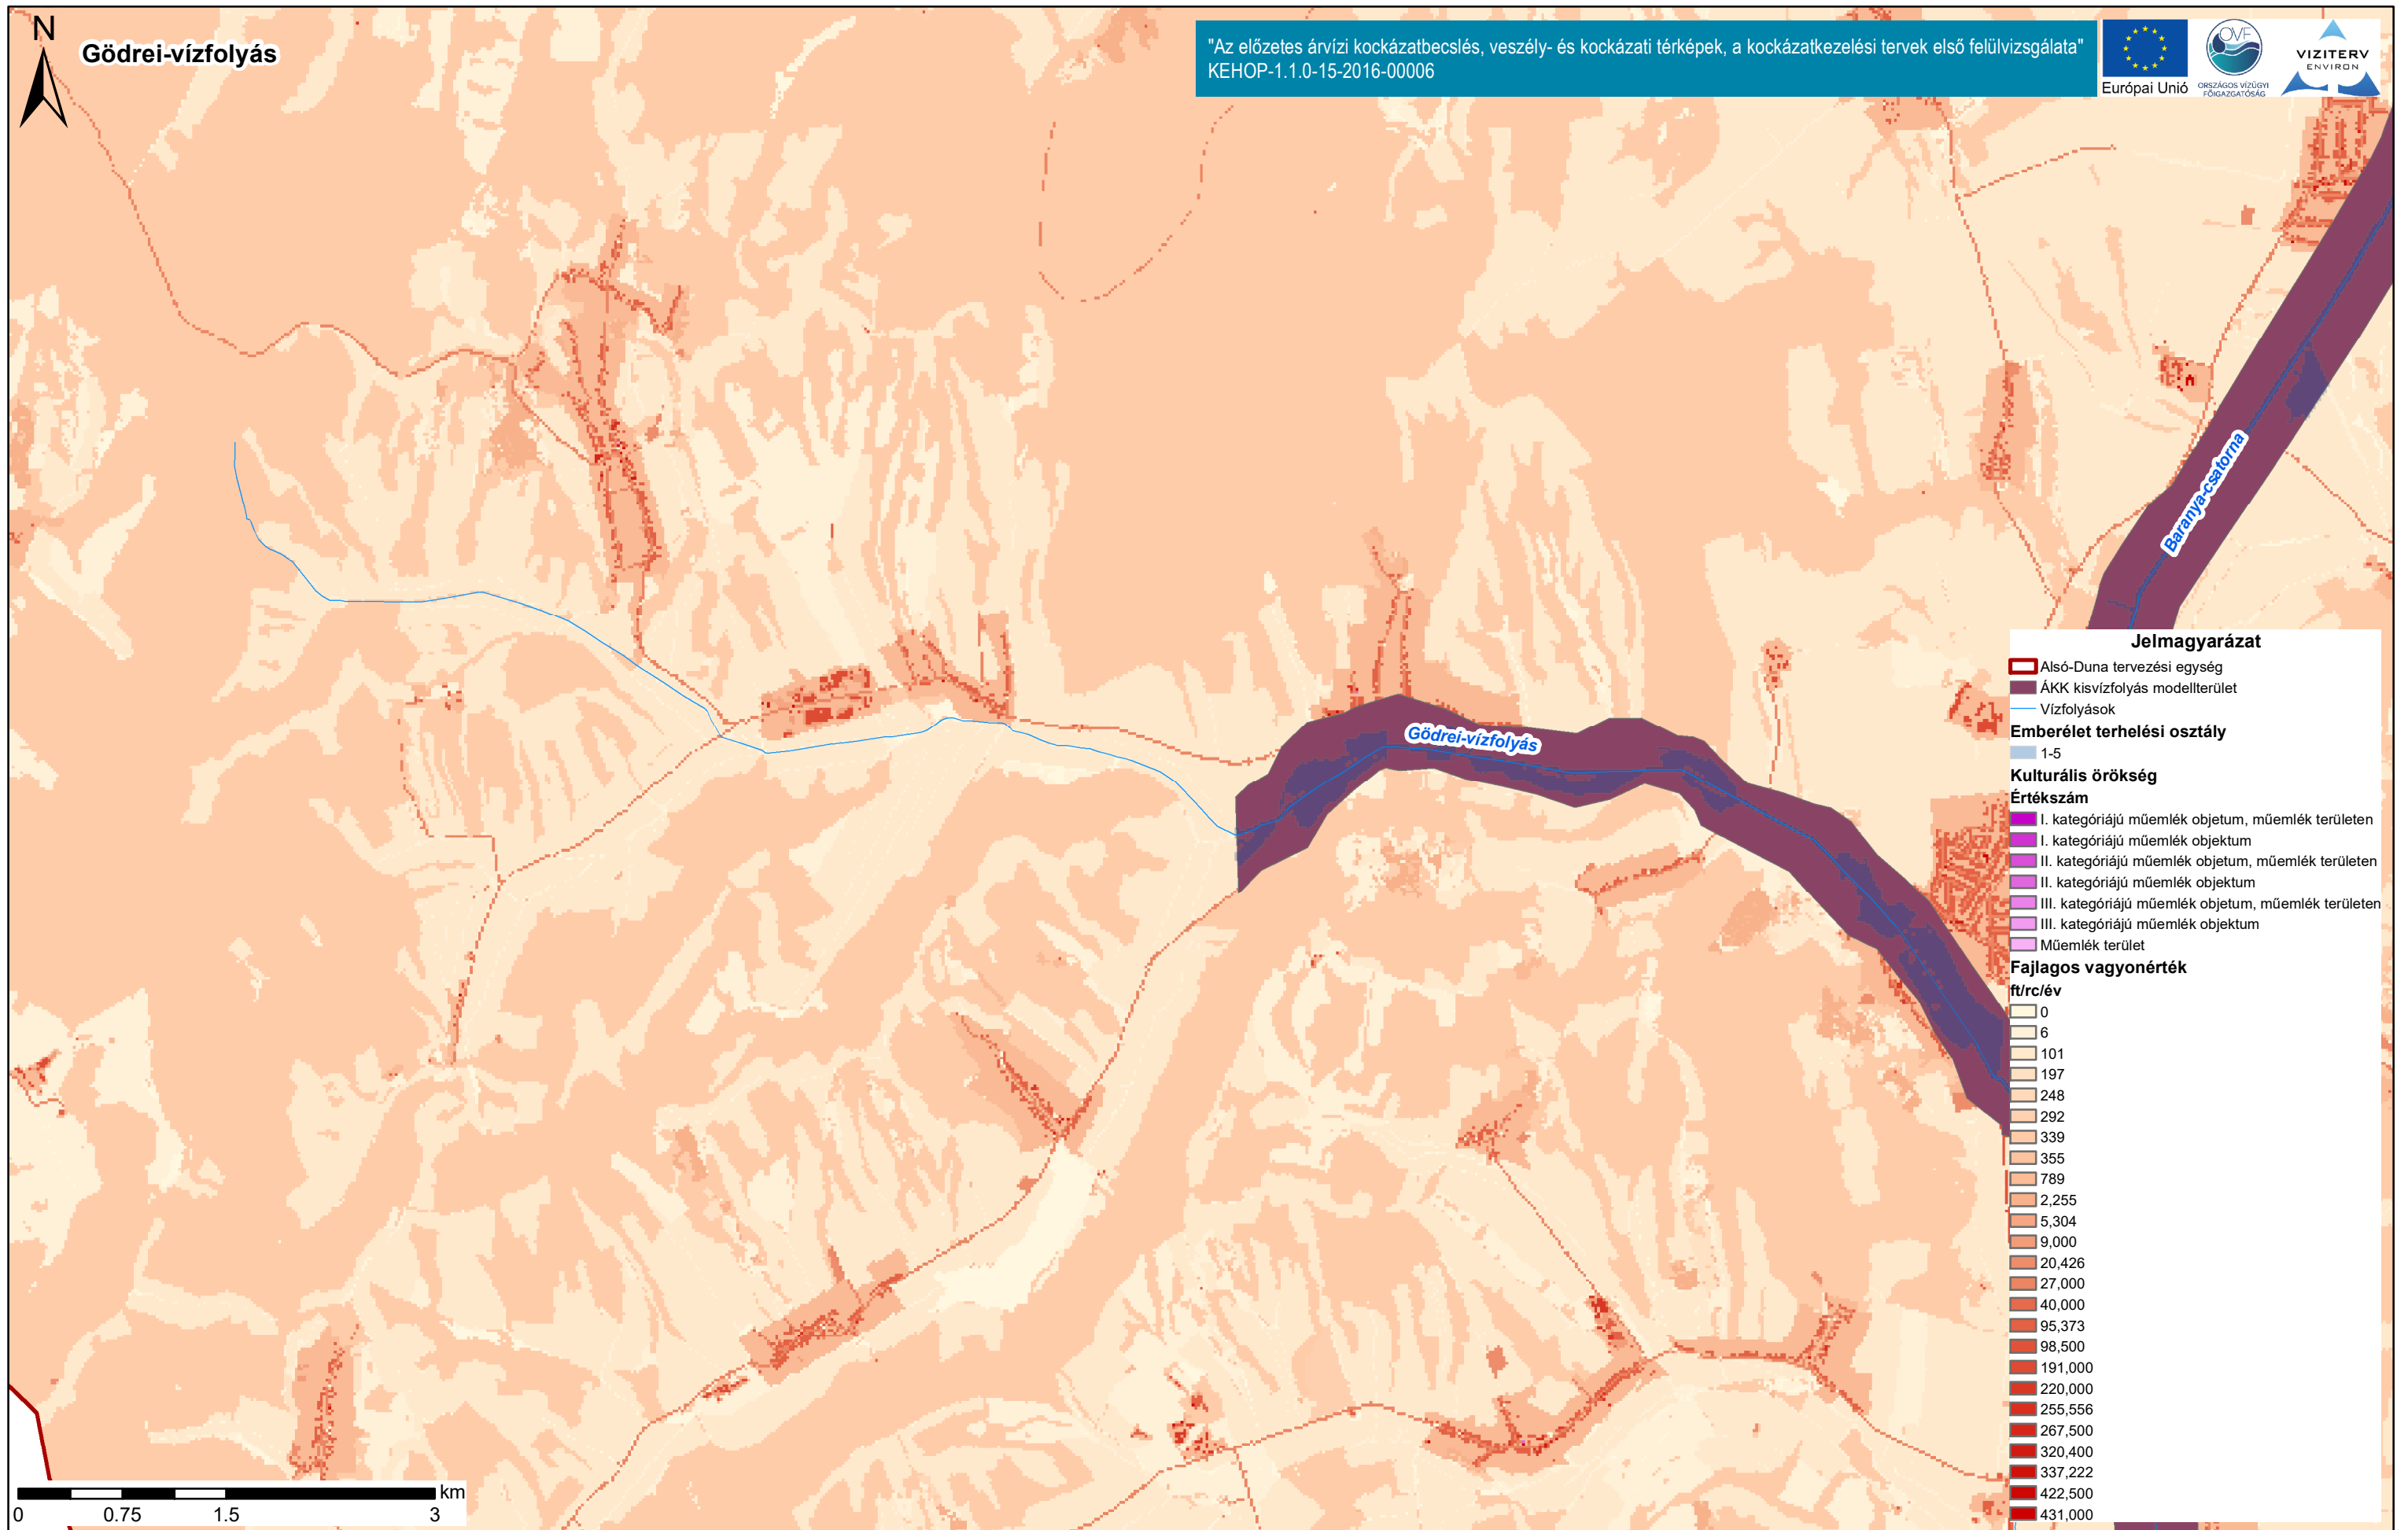 N
Gödrei-vízfolyás
"Az előzetes árvízi kockázatbecslés, veszély- és kockázati térképek, a kockázatkezelési tervek első felülvizsgálata"
KEHOP-1.1.0-15-2016-00006
Európai Unió
OVF
ORSZÁGOS VÍZÜGYI
FŐIGAZGATÓSÁG
VIZITERV
ENVIRON
Baranya-csatorna
Gödrei-vízfolyás
Jelmagyarázat
Alsó-Duna tervezési egység
ÁKK kisvízfolyás modellterület
Vízfolyások
Emberélet terhelési osztály
1-5
Kulturális örökség
Értékszám
I. kategóriájú műemlék objetum, műemlék területen
I. kategóriájú műemlék objektum
II. kategóriájú műemlék objetum, műemlék területen
II. kategóriájú műemlék objektum
III. kategóriájú műemlék objetum, műemlék területen
III. kategóriájú műemlék objektum
Műemlék terület
Fajlagos vagyonérték
ft/rc/év
0
6
101
197
248
292
339
355
789
2,255
5,304
9,000
20,426
27,000
40,000
95,373
98,500
191,000
220,000
255,556
267,500
320,400
337,222
422,500
431,000
km
0 0.75 1.5 3